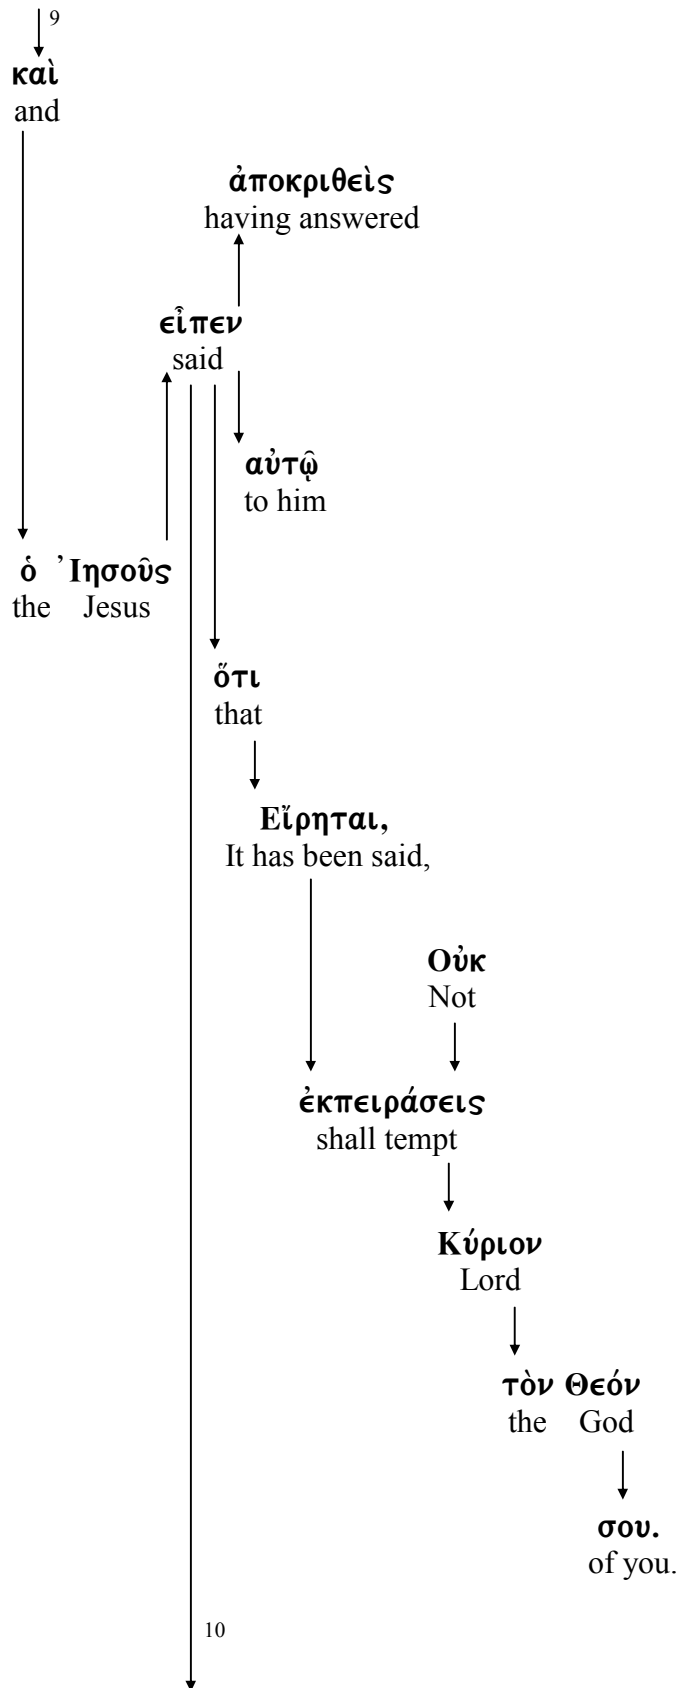 9
καὶ
and
ἀποκριθεὶς
having answered
εἶπεν
said
αὐτῷ
to him
ὁ Ἰησοῦς
the Jesus
ὅτι
that
Εἴρηται,
It has been said,
Οὐκ
Not
ἐκπειράσεις
shall tempt
Κύριον
Lord
τὸν Θεόν
the God
σου.
of you.
10